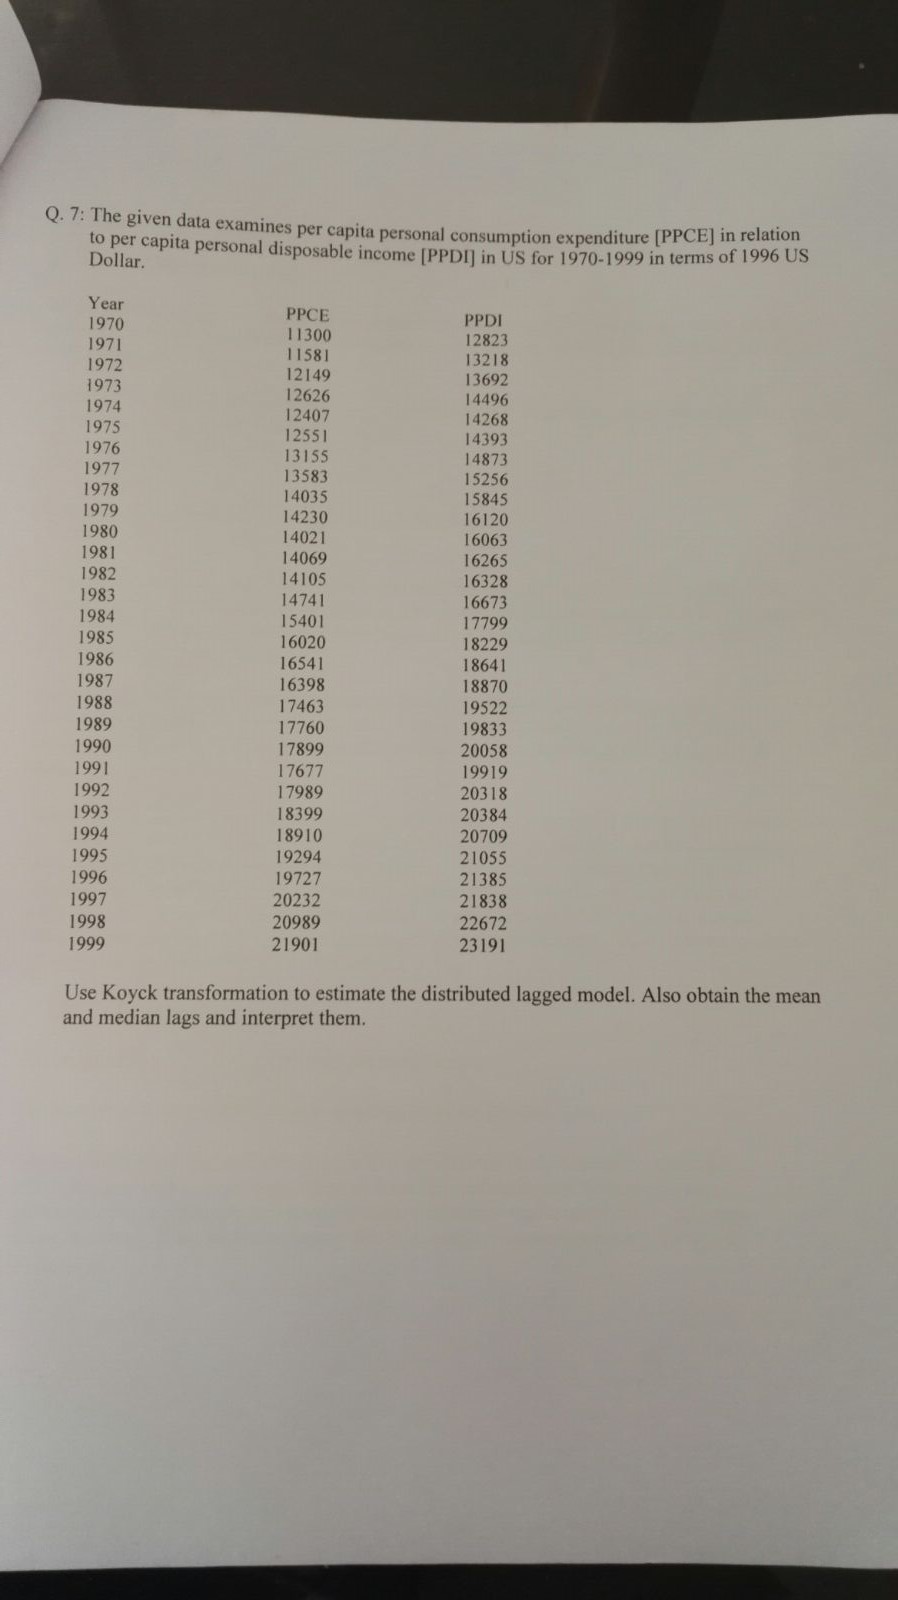 Q. 7: The given data examines per capita personal consumption expenditure [PPCE] in relation
to per capita personal disposable income [PPDI] in US for 1970-1999 in terms of 1996 US
Dollar.
Year PPCE PPDI
1970 11300 12823
1971 11581 13218
1972 12149 13692
1973 12626 14496
1974 12407 14268
1975 12551 14393
1976 13155 14873
1977 13583 15256
1978 14035 15845
1979 14230 16120
1980 14021 16063
1981 14069 16265
1982 14105 16328
1983 14741 16673
1984 15401 17799
1985 16020 18229
1986 16541 18641
1987 16398 18870
1988 17463 19522
1989 17760 19833
1990 17899 20058
1991 17677 19919
1992 17989 20318
1993 18399 20384
1994 18910 20709
1995 19294 21055
1996 19727 21385
1997 20232 21838
1998 20989 22672
1999 21901 23191
Use Koyck transformation to estimate the distributed lagged model. Also obtain the mean
and median lags and interpret them.